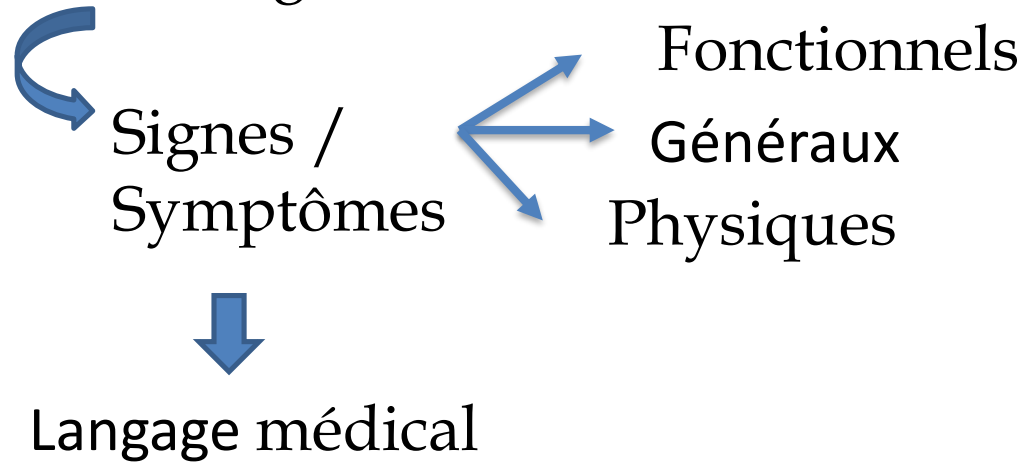 Fonctionnels
Signes /
Généraux
Symptômes
Physiques
Langage médical